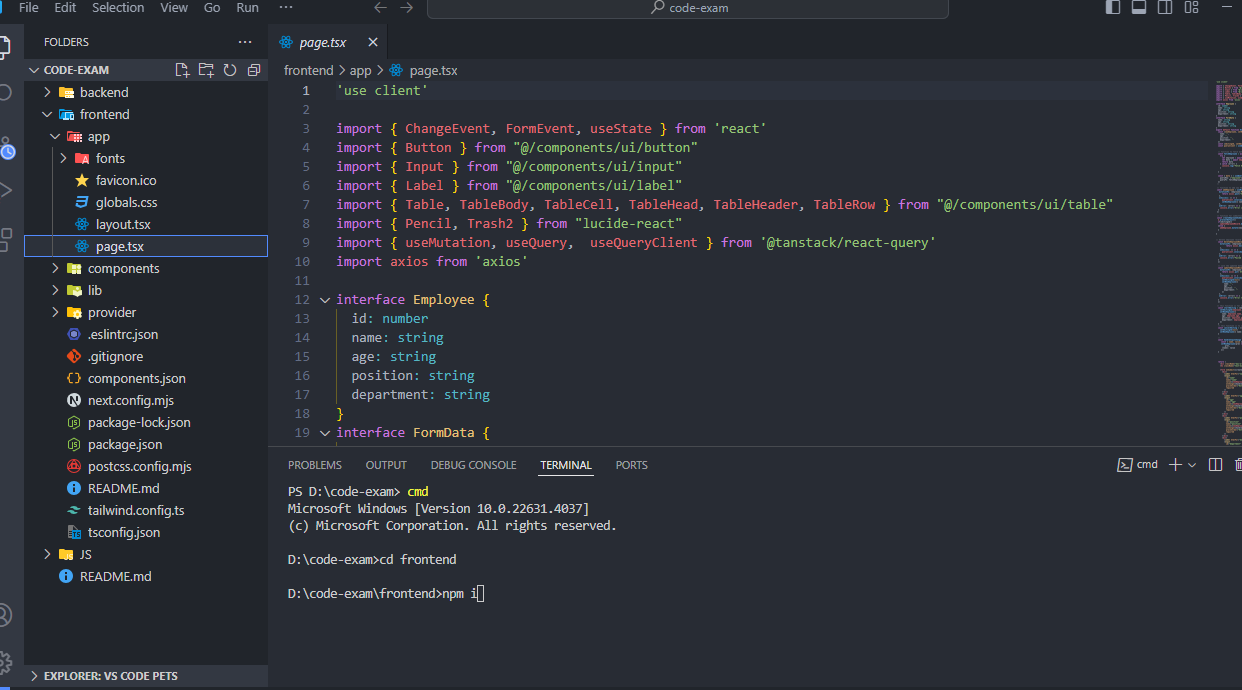 File Edit Selection View Go Run ···
code-exam
FOLDERS ···
CODE-EXAM
backend
frontend
app
fonts
favicon.ico
globals.css
layout.tsx
page.tsx
components
lib
provider
.eslintrc.json
.gitignore
components.json
next.config.mjs
package-lock.json
package.json
postcss.config.mjs
README.md
tailwind.config.ts
tsconfig.json
JS
README.md
EXPLORER: VS CODE PETS
page.tsx
frontend > app > page.tsx
1 'use client'
2
3 import { ChangeEvent, FormEvent, useState } from 'react'
4 import { Button } from "@/components/ui/button"
5 import { Input } from "@/components/ui/input"
6 import { Label } from "@/components/ui/label"
7 import { Table, TableBody, TableCell, TableHead, TableHeader, TableRow } from "@/components/ui/table"
8 import { Pencil, Trash2 } from "lucide-react"
9 import { useMutation, useQuery,  useQueryClient } from '@tanstack/react-query'
10 import axios from 'axios'
11
12 interface Employee {
13 id: number
14 name: string
15 age: string
16 position: string
17 department: string
18 }
19 interface FormData {
PROBLEMS OUTPUT DEBUG CONSOLE TERMINAL PORTS
cmd
PS D:\code-exam> cmd
Microsoft Windows [Version 10.0.22631.4037]
(c) Microsoft Corporation. All rights reserved.
D:\code-exam>cd frontend
D:\code-exam\frontend>npm i